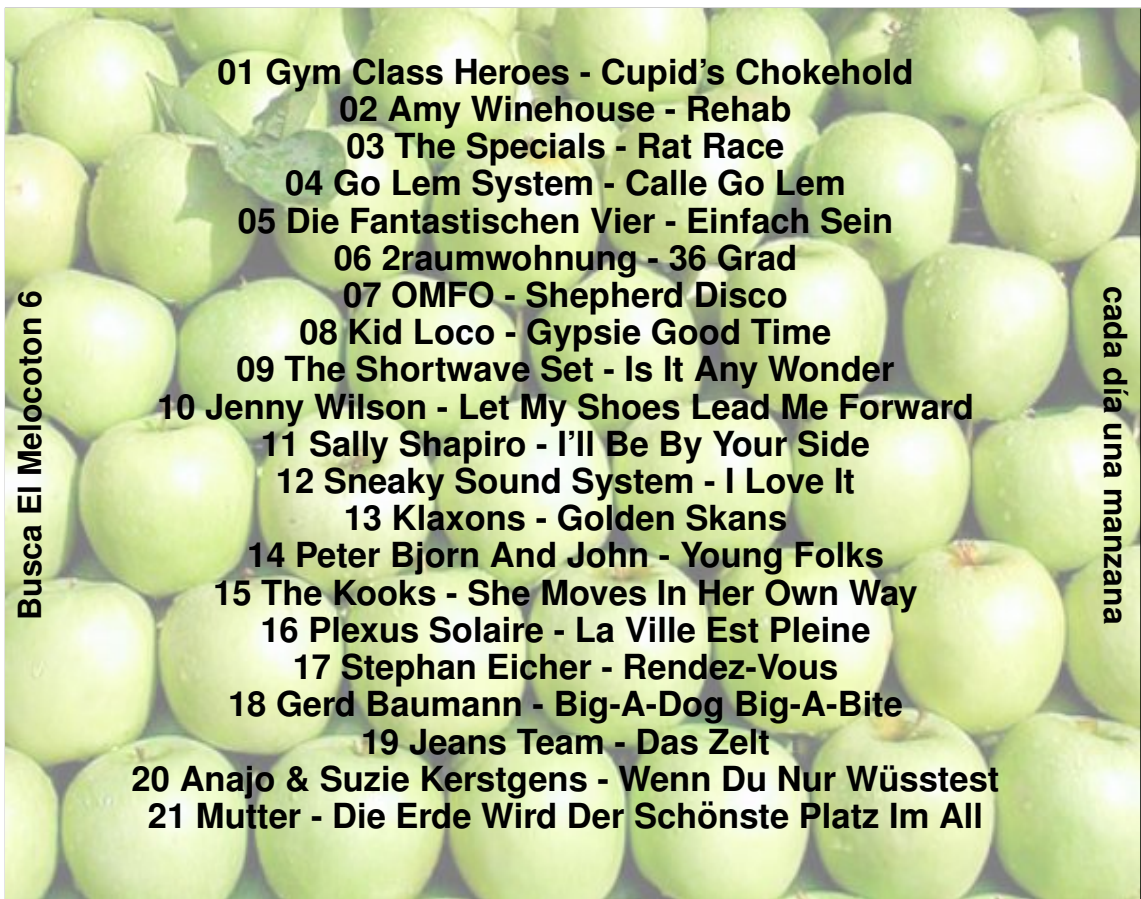 01 Gym Class Heroes - Cupid's Chokehold
02 Amy Winehouse - Rehab
03 The Specials - Rat Race
04 Go Lem System - Calle Go Lem
05 Die Fantastischen Vier - Einfach Sein
06 2raumwohnung - 36 Grad
07 OMFO - Shepherd Disco
08 Kid Loco - Gypsie Good Time
09 The Shortwave Set - Is It Any Wonder
10 Jenny Wilson - Let My Shoes Lead Me Forward
11 Sally Shapiro - I'll Be By Your Side
12 Sneaky Sound System - I Love It
13 Klaxons - Golden Skans
14 Peter Bjorn And John - Young Folks
15 The Kooks - She Moves In Her Own Way
16 Plexus Solaire - La Ville Est Pleine
17 Stephan Eicher - Rendez-Vous
18 Gerd Baumann - Big-A-Dog Big-A-Bite
19 Jeans Team - Das Zelt
20 Anajo & Suzie Kerstgens - Wenn Du Nur Wüsstest
21 Mutter - Die Erde Wird Der Schönste Platz Im All
Busca El Melocoton 6
cada día una manzana